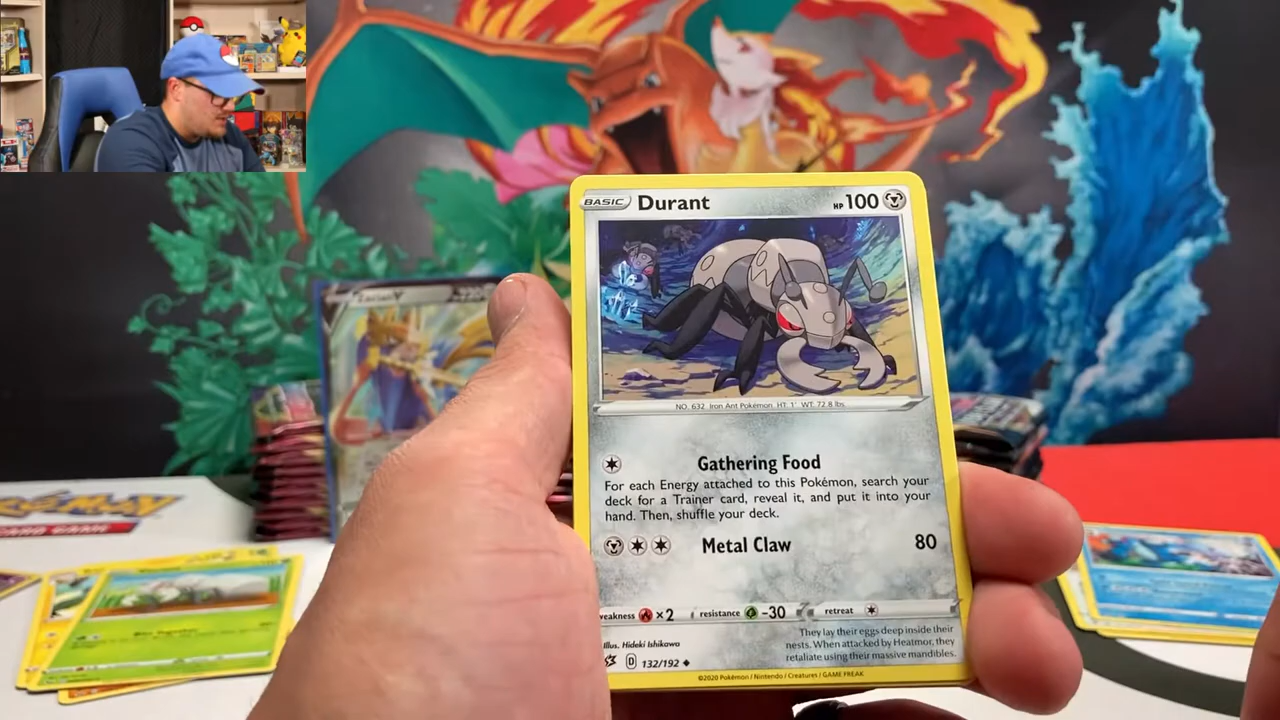 BASIC Durant HP 100
NO. 632 Iron Ant Pokémon HT: 1' WT: 72.8 lbs.
Gathering Food
For each Energy attached to this Pokémon, search your
deck for a Trainer card, reveal it, and put it into your
hand. Then, shuffle your deck.
Metal Claw 80
weakness ×2 resistance -30 retreat
Illus. Hideki Ishikawa
They lay their eggs deep inside their
nests. When attacked by Heatmor, they
retaliate using their massive mandibles.
D 132/192
©2020 Pokémon / Nintendo / Creatures / GAME FREAK
Zacian V
POKÉMON
CARD GAME